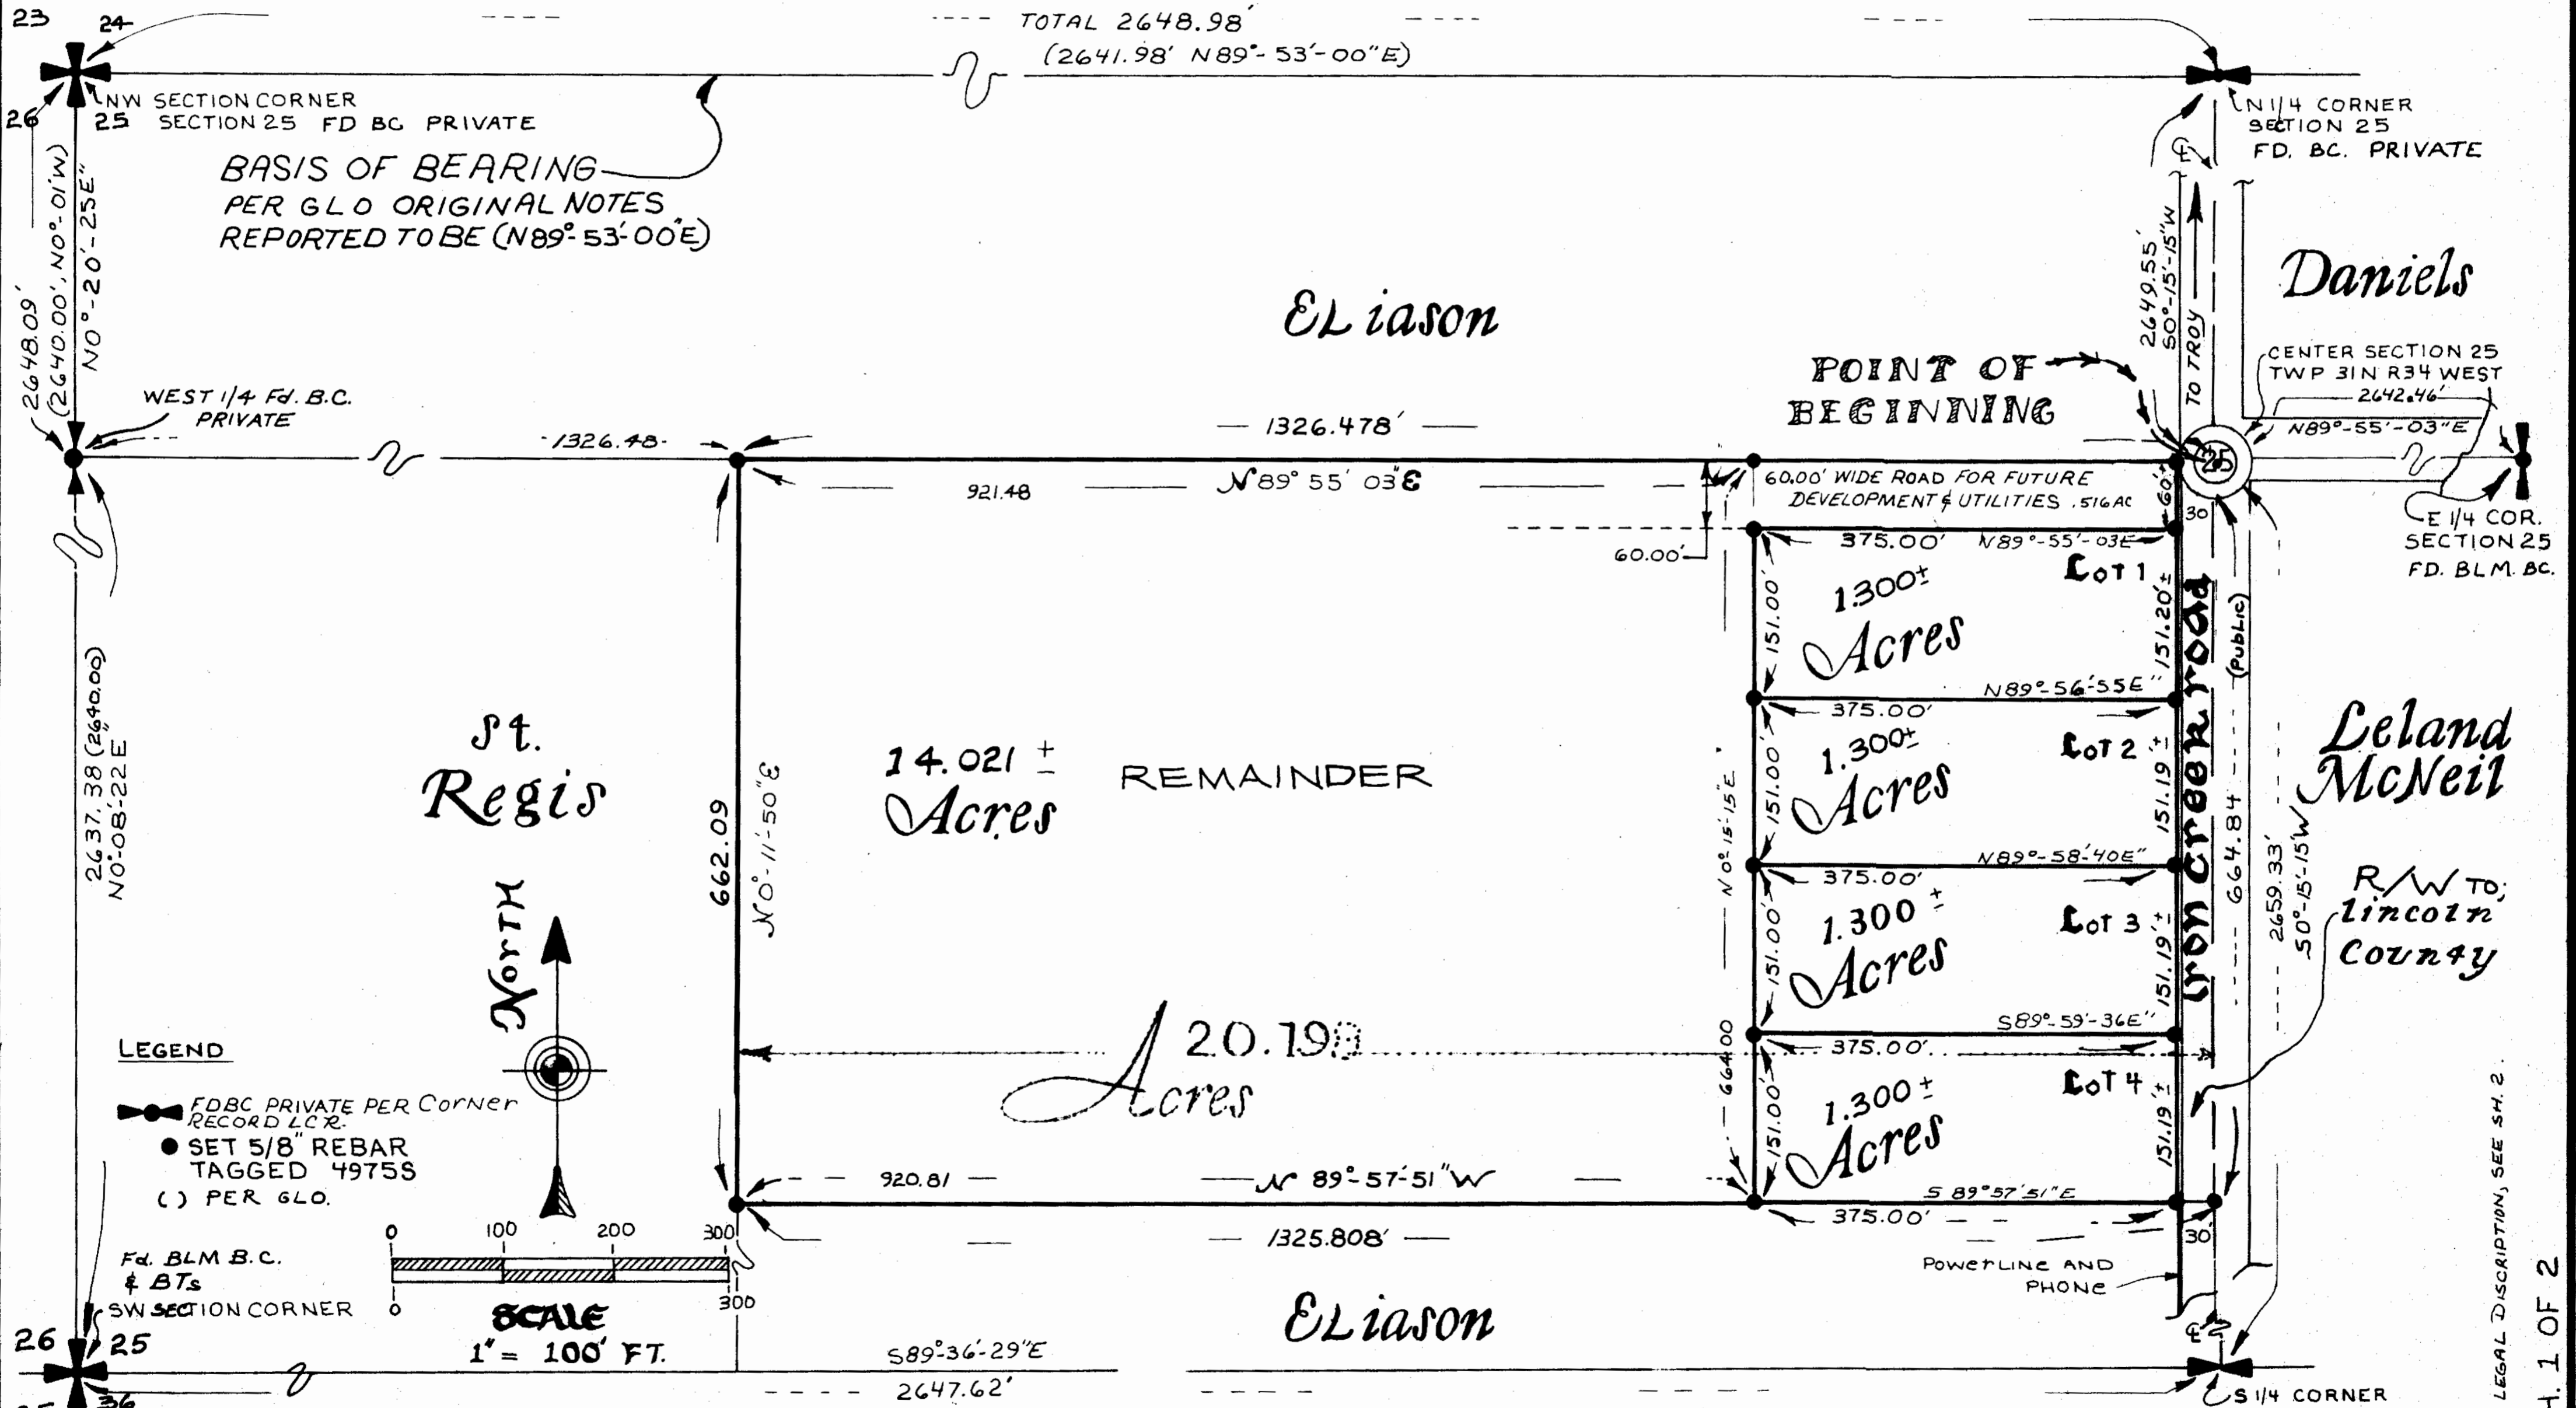 23
24
TOTAL 2648.98'
(2641.98' N89°-53'-00"E)
NW SECTION CORNER
26
25 SECTION 25 FD BC PRIVATE
BASIS OF BEARING
PER GLO ORIGINAL NOTES
REPORTED TO BE (N89°-53'-00"E)
2648.09'
(2640.00', N0°-01'W)
N0°-20'-25E"
N 1/4 CORNER
SECTION 25
FD. BC. PRIVATE
2649.55'
S0°-15'-15"W
TO TROY
Daniels
ELiason
POINT OF
BEGINNING
CENTER SECTION 25
TWP 31N R34 WEST
2642.46'
N89°-55'-03"E
25
E 1/4 COR.
SECTION 25
FD. BLM. BC.
WEST 1/4 Fd. B.C.
PRIVATE
1326.48
1326.478'
921.48
N89° 55' 03"E
60.00' WIDE ROAD FOR FUTURE
DEVELOPMENT & UTILITIES .516 AC
60'
30
60.00'
375.00' N89°-55'-03E
Lot 1
1.300±
Acres
151.00'
151.20'±
N89°-56'-55E"
375.00'
Lot 2
1.300±
Acres
151.00'
151.19'±
N89°-58'-40E"
375.00'
Lot 3
1.300 ±
Acres
151.00'
151.19'±
S89°-59'-36E"
375.00'
Lot 4
1.300 ±
Acres
151.00'
151.19'±
S 89°57'51"E
375.00'
30'
N0°-15'-15"E
664.00
Iron Creek road
(Public)
664.84
2659.33'
S0°-15'-15"W
Leland
McNeil
R/W TO;
Lincoln
County
2637.38 (2640.00)
N0°-08'-22E
St.
Regis
662.09
N0°-11'-50"E
14.021 ±
Acres
REMAINDER
20.19
Acres
920.81
N 89°-57'-51"W
1325.808'
NORTH
LEGEND
FDBC PRIVATE PER Corner
RECORD LCR.
SET 5/8" REBAR
TAGGED 4975S
( ) PER GLO.
0 100 200 300
0 300
SCALE
1" = 100' FT.
Fd. BLM B.C.
& BTs
SW SECTION CORNER
26
25
36
S89°-36'-29"E
2647.62'
ELiason
POWERLINE AND
PHONE
S 1/4 CORNER
LEGAL DISCRIPTION, SEE SH. 2.
1 OF 2